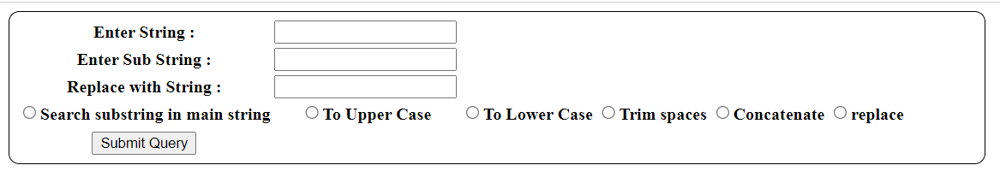 Enter String :
Enter Sub String :
Replace with String :
Search substring in main string To Upper Case To Lower Case Trim spaces Concatenate replace
Submit Query